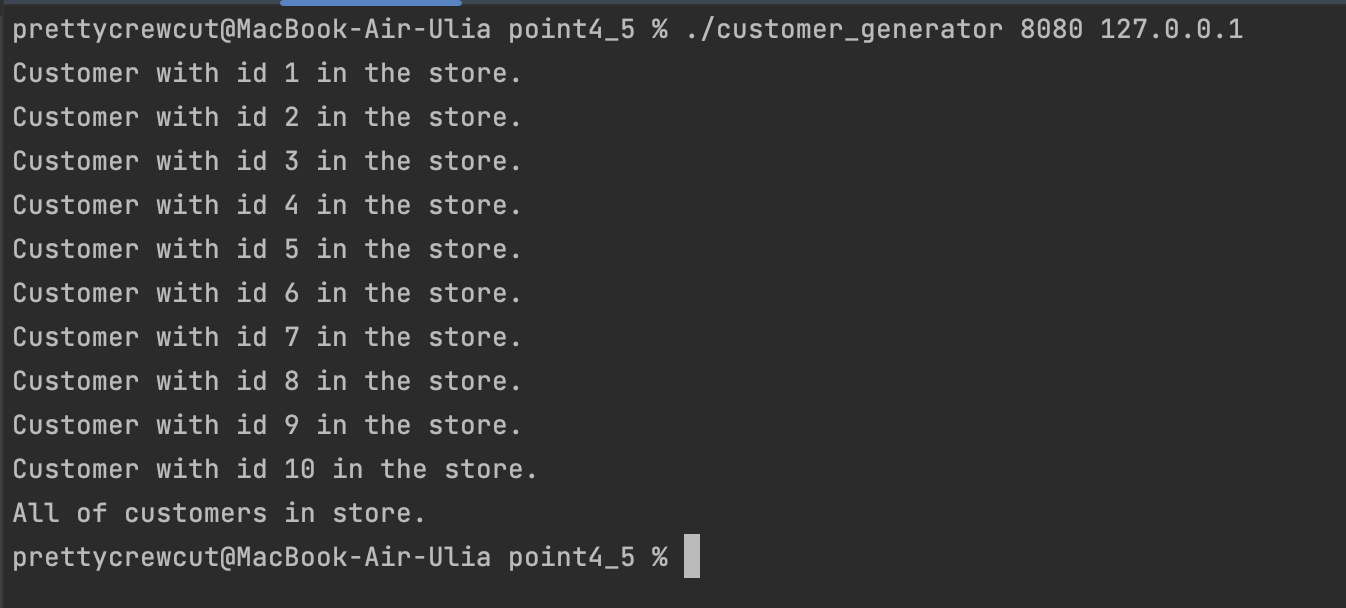 prettycrewcut@MacBook-Air-Ulia point4_5 % ./customer_generator 8080 127.0.0.1
Customer with id 1 in the store.
Customer with id 2 in the store.
Customer with id 3 in the store.
Customer with id 4 in the store.
Customer with id 5 in the store.
Customer with id 6 in the store.
Customer with id 7 in the store.
Customer with id 8 in the store.
Customer with id 9 in the store.
Customer with id 10 in the store.
All of customers in store.
prettycrewcut@MacBook-Air-Ulia point4_5 %